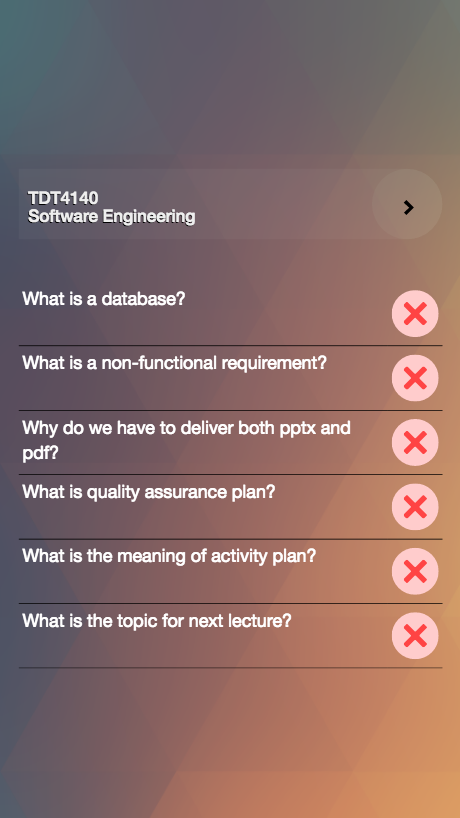 TDT4140
Software Engineering
What is a database?
What is a non-functional requirement?
Why do we have to deliver both pptx and
pdf?
What is quality assurance plan?
What is the meaning of activity plan?
What is the topic for next lecture?